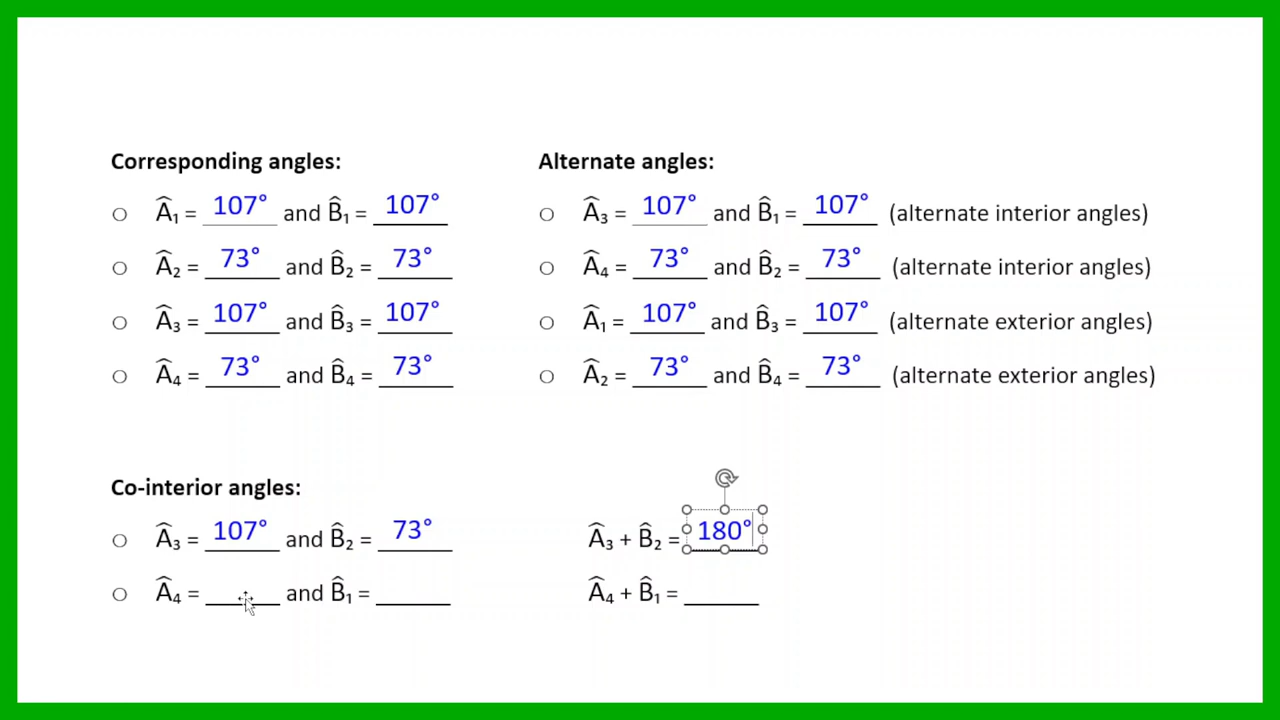 Corresponding angles:
○ Â₁ = 107° and B̂₁ = 107°
○ Â₂ = 73° and B̂₂ = 73°
○ Â₃ = 107° and B̂₃ = 107°
○ Â₄ = 73° and B̂₄ = 73°
Alternate angles:
○ Â₃ = 107° and B̂₁ = 107° (alternate interior angles)
○ Â₄ = 73° and B̂₂ = 73° (alternate interior angles)
○ Â₁ = 107° and B̂₃ = 107° (alternate exterior angles)
○ Â₂ = 73° and B̂₄ = 73° (alternate exterior angles)
Co-interior angles:
○ Â₃ = 107° and B̂₂ = 73° Â₃ + B̂₂ = 180°
○ Â₄ = ______ and B̂₁ = ______ Â₄ + B̂₁ = ______